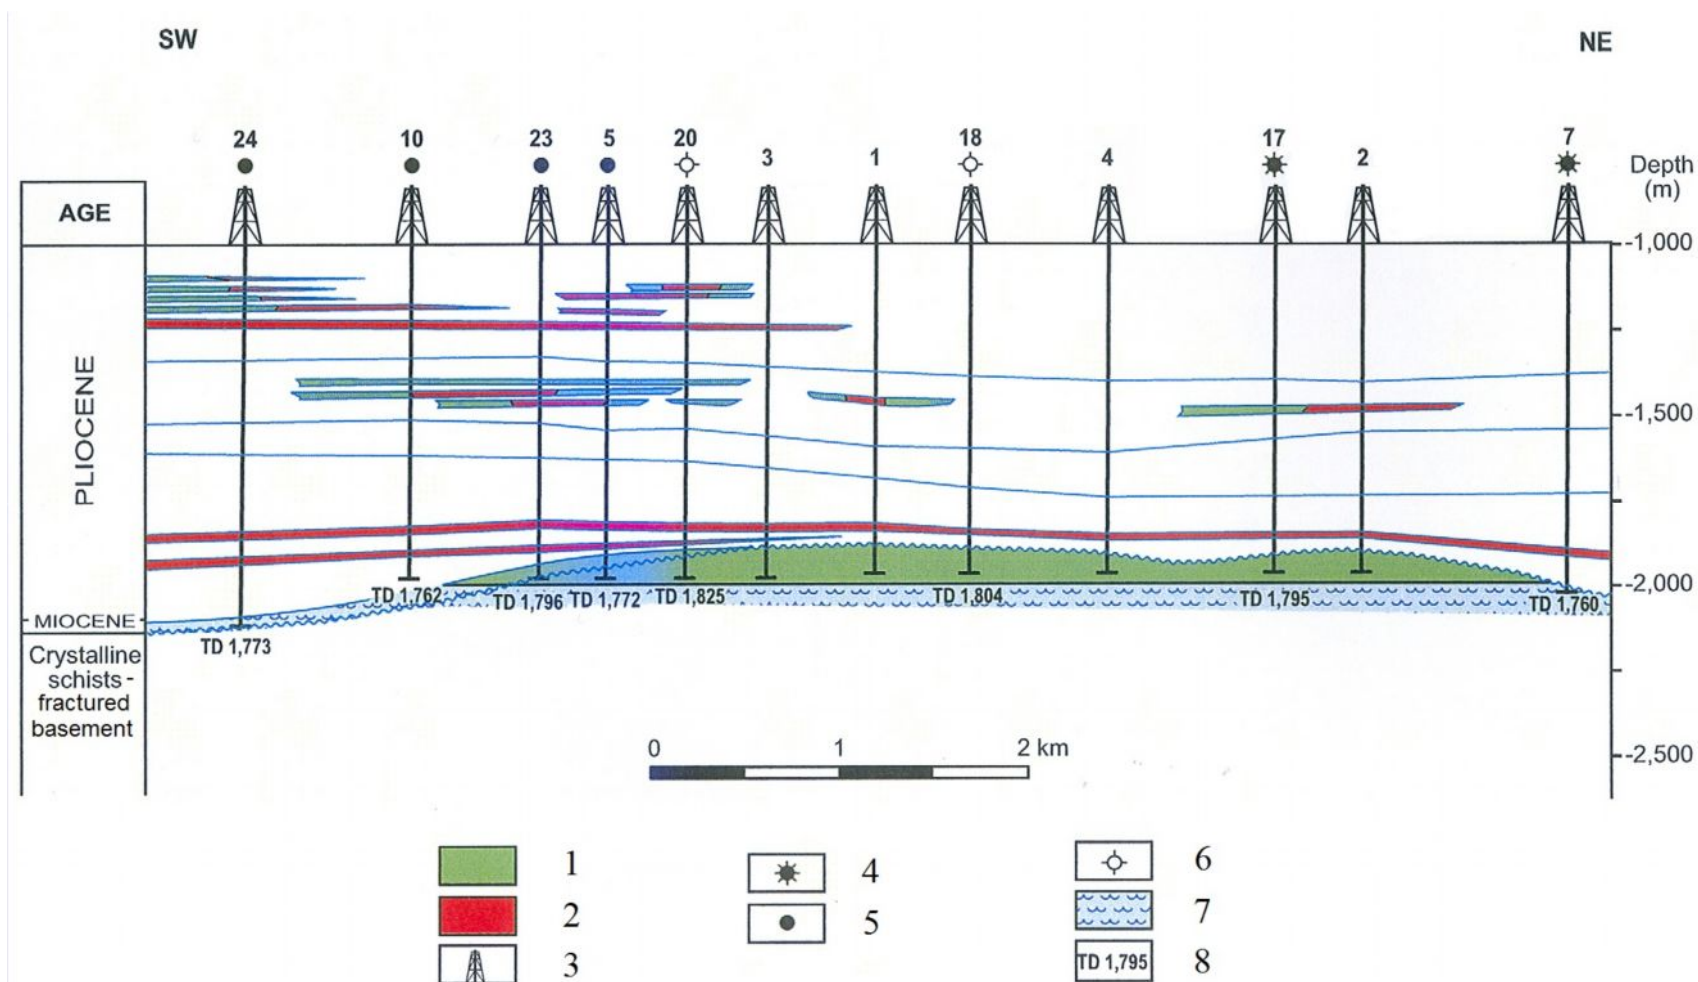 SW NE
24 10 23 5 20 3 1 18 4 17 2 7
Depth
(m)
AGE
-1,000
PLIOCENE
-1,500
-2,000
TD 1,762 TD 1,796 TD 1,772 TD 1,825 TD 1,804 TD 1,795 TD 1,760
MIOCENE
TD 1,773
Crystalline
schists -
fractured
basement
-2,500
0 1 2 km
1 4 6
2 5 7
3 TD 1,795 8